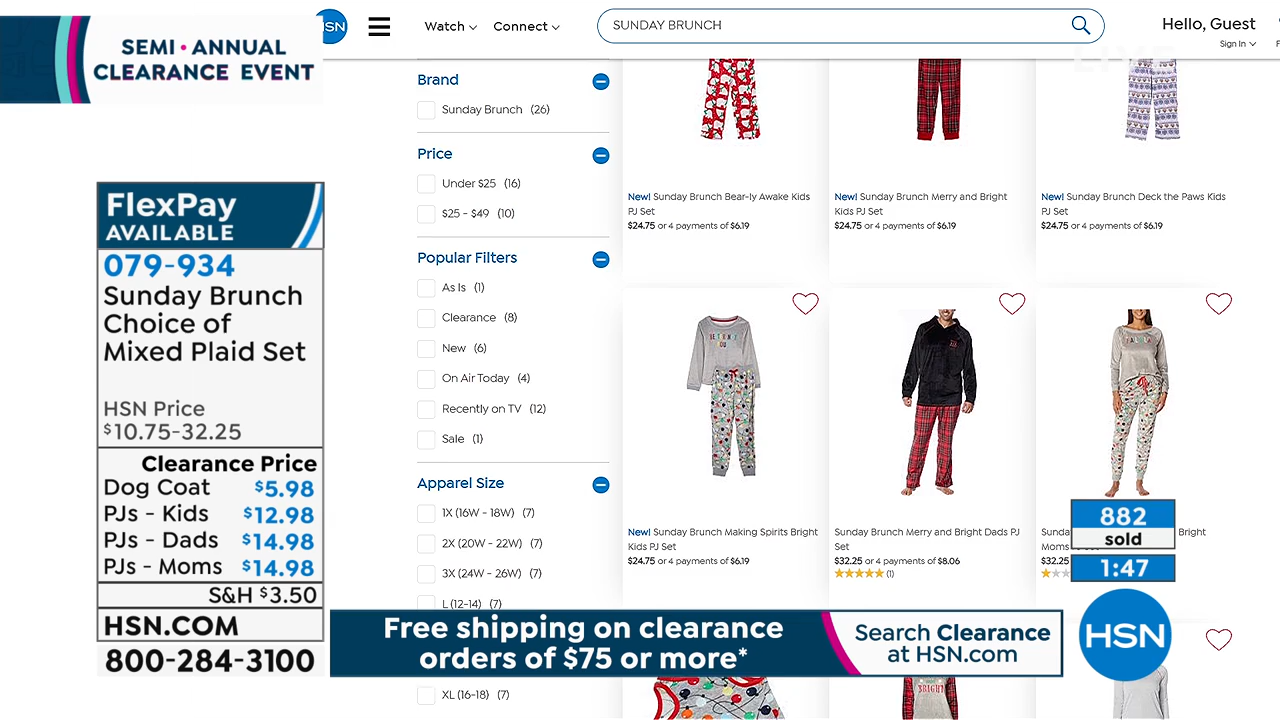 SEMI • ANNUAL
CLEARANCE EVENT
HSN
Watch
Connect
SUNDAY BRUNCH
Hello, Guest
Sign In
LIVE
FlexPay
AVAILABLE
079-934
Sunday Brunch
Choice of
Mixed Plaid Set
HSN Price
$10.75-32.25
Clearance Price
Dog Coat $5.98
PJs - Kids $12.98
PJs - Dads $14.98
PJs - Moms $14.98
S&H $3.50
HSN.COM
800-284-3100
Brand
Sunday Brunch (26)
Price
Under $25 (16)
$25 - $49 (10)
Popular Filters
As Is (1)
Clearance (8)
New (6)
On Air Today (4)
Recently on TV (12)
Sale (1)
Apparel Size
1X (16W - 18W) (7)
2X (20W - 22W) (7)
3X (24W - 26W) (7)
L (12-14) (7)
XL (16-18) (7)
New! Sunday Brunch Bear-ly Awake Kids
PJ Set
$24.75 or 4 payments of $6.19
New! Sunday Brunch Merry and Bright
Kids PJ Set
$24.75 or 4 payments of $6.19
New! Sunday Brunch Deck the Paws Kids
PJ Set
$24.75 or 4 payments of $6.19
New! Sunday Brunch Making Spirits Bright
Kids PJ Set
$24.75 or 4 payments of $6.19
Sunday Brunch Merry and Bright Dads PJ
Set
$32.25 or 4 payments of $8.06
(1)
Bright
Moms
$32.25
882
sold
1:47
BRIGHT
Free shipping on clearance
orders of $75 or more*
Search Clearance
at HSN.com
HSN